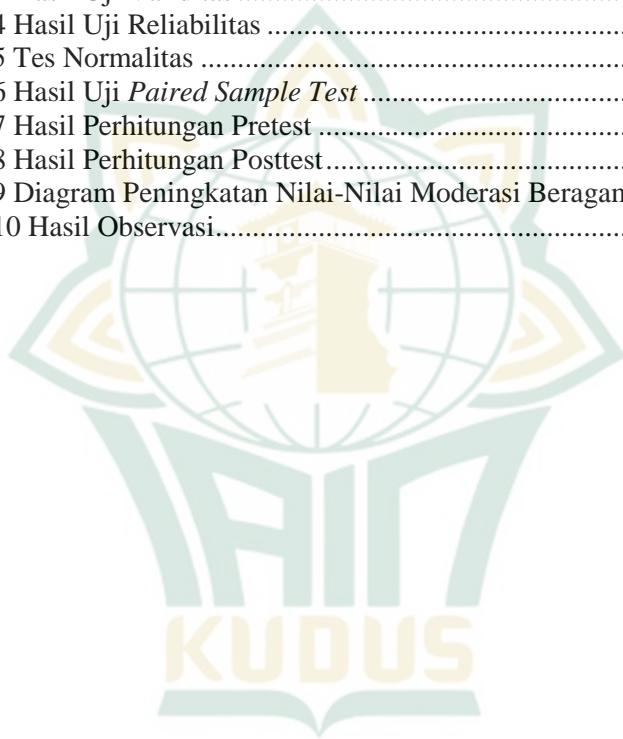 4 Hasil Uji Reliabilitas ....................................................
5 Tes Normalitas ..............................................................
6 Hasil Uji Paired Sample Test .......................................
7 Hasil Perhitungan Pretest .............................................
8 Hasil Perhitungan Posttest............................................
9 Diagram Peningkatan Nilai-Nilai Moderasi
10 Hasil Observasi...........................................................
IAIN
KUDUS